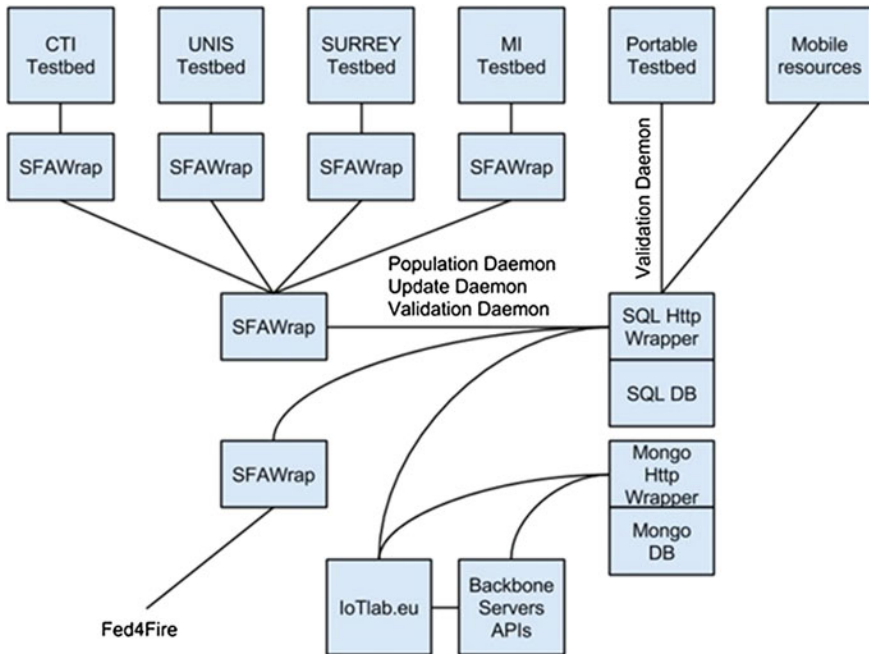 CTI
Testbed
UNIS
Testbed
SURREY
Testbed
MI
Testbed
Portable
Testbed
Mobile
resources
SFAWrap
SFAWrap
SFAWrap
SFAWrap
Validation Daemon
Population Daemon
Update Daemon
Validation Daemon
SFAWrap
SQL Http
Wrapper
SQL DB
SFAWrap
Mongo
Http
Wrapper
Mongo
DB
IoTlab.eu
Backbone
Servers
APIs
Fed4Fire